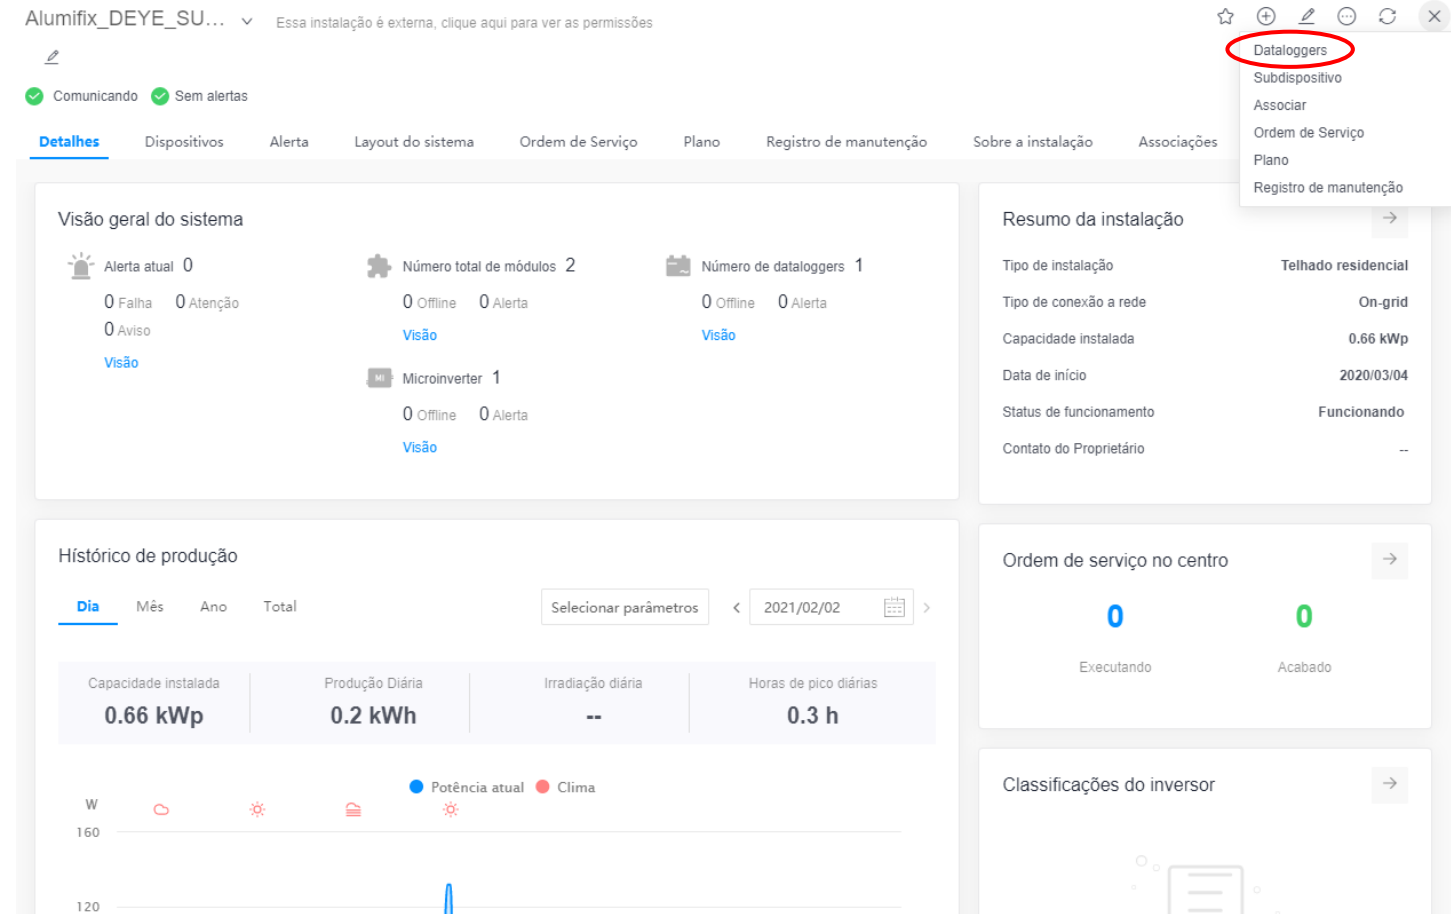 Alumifix_DEYE_SU...
Essa instalação é externa, clique aqui para ver as permissões
Dataloggers
Subdispositivo
Associar
Ordem de Serviço
Plano
Registro de manutenção
Comunicando
Sem alertas
Detalhes
Dispositivos
Alerta
Layout do sistema
Ordem de Serviço
Plano
Registro de manutenção
Sobre a instalação
Associações
Visão geral do sistema
Alerta atual 0
0 Falha 0 Atenção
0 Aviso
Visão
Número total de módulos 2
0 Offline 0 Alerta
Visão
Número de dataloggers 1
0 Offline 0 Alerta
Visão
MI
Microinverter 1
0 Offline 0 Alerta
Visão
Resumo da instalação
Tipo de instalação Telhado residencial
Tipo de conexão a rede On-grid
Capacidade instalada 0.66 kWp
Data de início 2020/03/04
Status de funcionamento Funcionando
Contato do Proprietário --
Hístórico de produção
Dia Mês Ano Total
Selecionar parâmetros
< 2021/02/02 >
Capacidade instalada
0.66 kWp
Produção Diária
0.2 kWh
Irradiação diária
--
Horas de pico diárias
0.3 h
Potência atual Clima
W
160
120
Ordem de serviço no centro
0
Executando
0
Acabado
Classificações do inversor